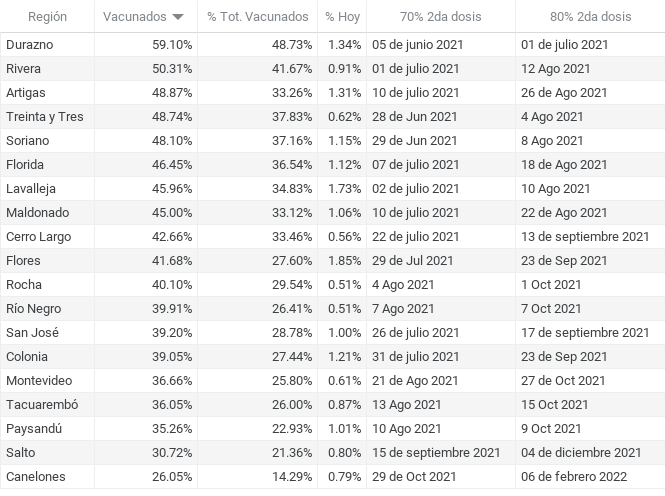 Región Vacunados % Tot. Vacunados % Hoy 70% 2da dosis 80% 2da dosis
Durazno 59.10% 48.73% 1.34% 05 de junio 2021 01 de julio 2021
Rivera 50.31% 41.67% 0.91% 01 de julio 2021 12 Ago 2021
Artigas 48.87% 33.26% 1.31% 10 de julio 2021 26 de Ago 2021
Treinta y Tres 48.74% 37.83% 0.62% 28 de Jun 2021 4 Ago 2021
Soriano 48.10% 37.16% 1.15% 29 de Jun 2021 8 Ago 2021
Florida 46.45% 36.54% 1.12% 07 de julio 2021 18 de Ago 2021
Lavalleja 45.96% 34.83% 1.73% 02 de julio 2021 10 Ago 2021
Maldonado 45.00% 33.12% 1.06% 10 de julio 2021 22 de Ago 2021
Cerro Largo 42.66% 33.46% 0.56% 22 de julio 2021 13 de septiembre 2021
Flores 41.68% 27.60% 1.85% 29 de Jul 2021 23 de Sep 2021
Rocha 40.10% 29.54% 0.51% 4 Ago 2021 1 Oct 2021
Río Negro 39.91% 26.41% 0.51% 7 Ago 2021 7 Oct 2021
San José 39.20% 28.78% 1.00% 26 de julio 2021 17 de septiembre 2021
Colonia 39.05% 27.44% 1.21% 31 de julio 2021 23 de Sep 2021
Montevideo 36.66% 25.80% 0.61% 21 de Ago 2021 27 de Oct 2021
Tacuarembó 36.05% 26.00% 0.87% 13 Ago 2021 15 Oct 2021
Paysandú 35.26% 22.93% 1.01% 10 Ago 2021 9 Oct 2021
Salto 30.72% 21.36% 0.80% 15 de septiembre 2021 04 de diciembre 2021
Canelones 26.05% 14.29% 0.79% 29 de Oct 2021 06 de febrero 2022